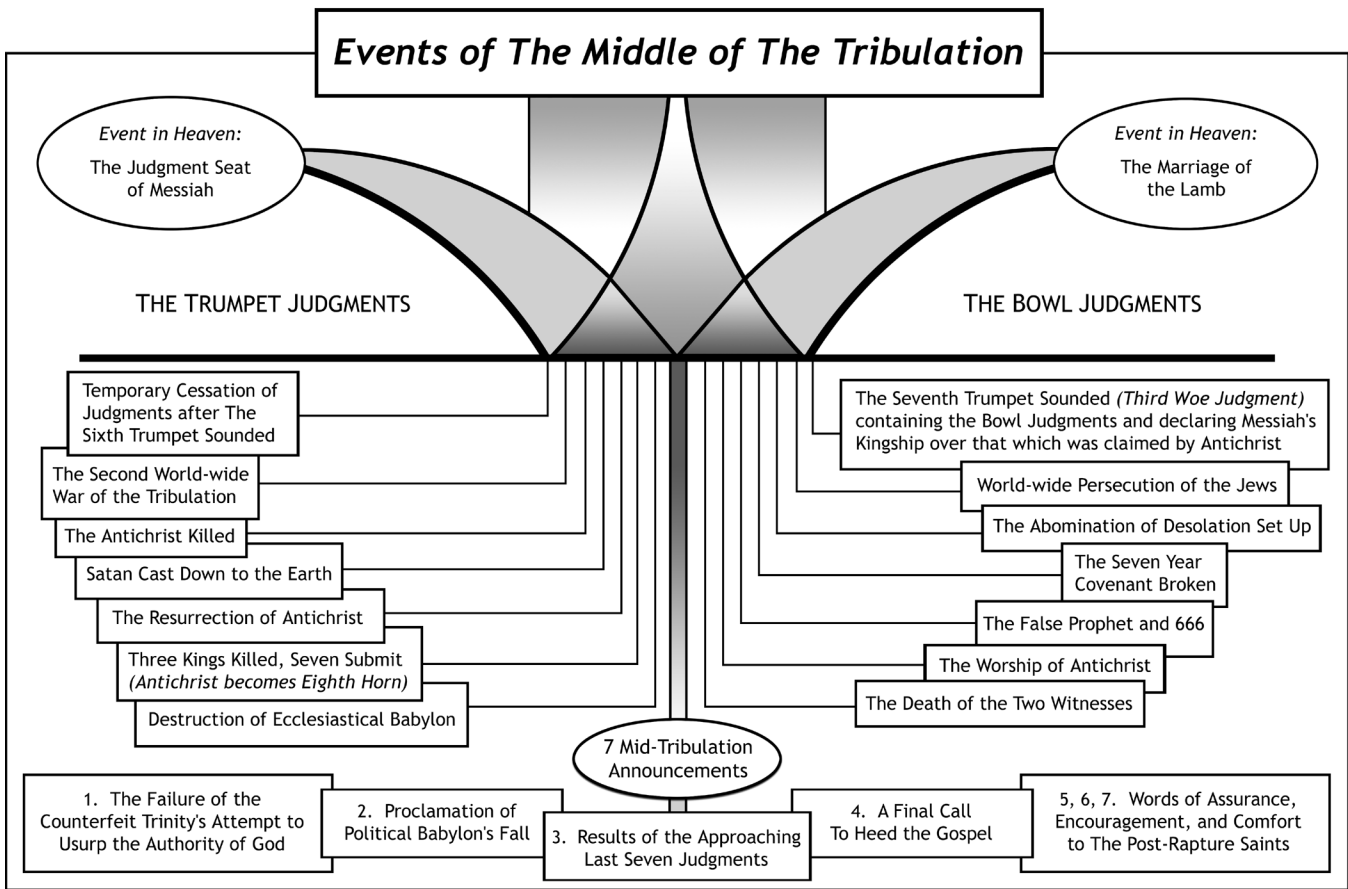 Events of The Middle of The Tribulation
Event in Heaven:
The Judgment Seat
of Messiah
Event in Heaven:
The Marriage of
the Lamb
THE TRUMPET JUDGMENTS
THE BOWL JUDGMENTS
Temporary Cessation of
Judgments after The
Sixth Trumpet Sounded
The Second World-wide
War of the Tribulation
The Antichrist Killed
Satan Cast Down to the Earth
The Resurrection of Antichrist
Three Kings Killed, Seven Submit
(Antichrist becomes Eighth Horn)
Destruction of Ecclesiastical Babylon
The Seventh Trumpet Sounded (Third Woe Judgment)
containing the Bowl Judgments and declaring Messiah's
Kingship over that which was claimed by Antichrist
World-wide Persecution of the Jews
The Abomination of Desolation Set Up
The Seven Year
Covenant Broken
The False Prophet and 666
The Worship of Antichrist
The Death of the Two Witnesses
7 Mid-Tribulation
Announcements
1. The Failure of the
Counterfeit Trinity's Attempt to
Usurp the Authority of God
2. Proclamation of
Political Babylon's Fall
3. Results of the Approaching
Last Seven Judgments
4. A Final Call
To Heed the Gospel
5, 6, 7. Words of Assurance,
Encouragement, and Comfort
to The Post-Rapture Saints